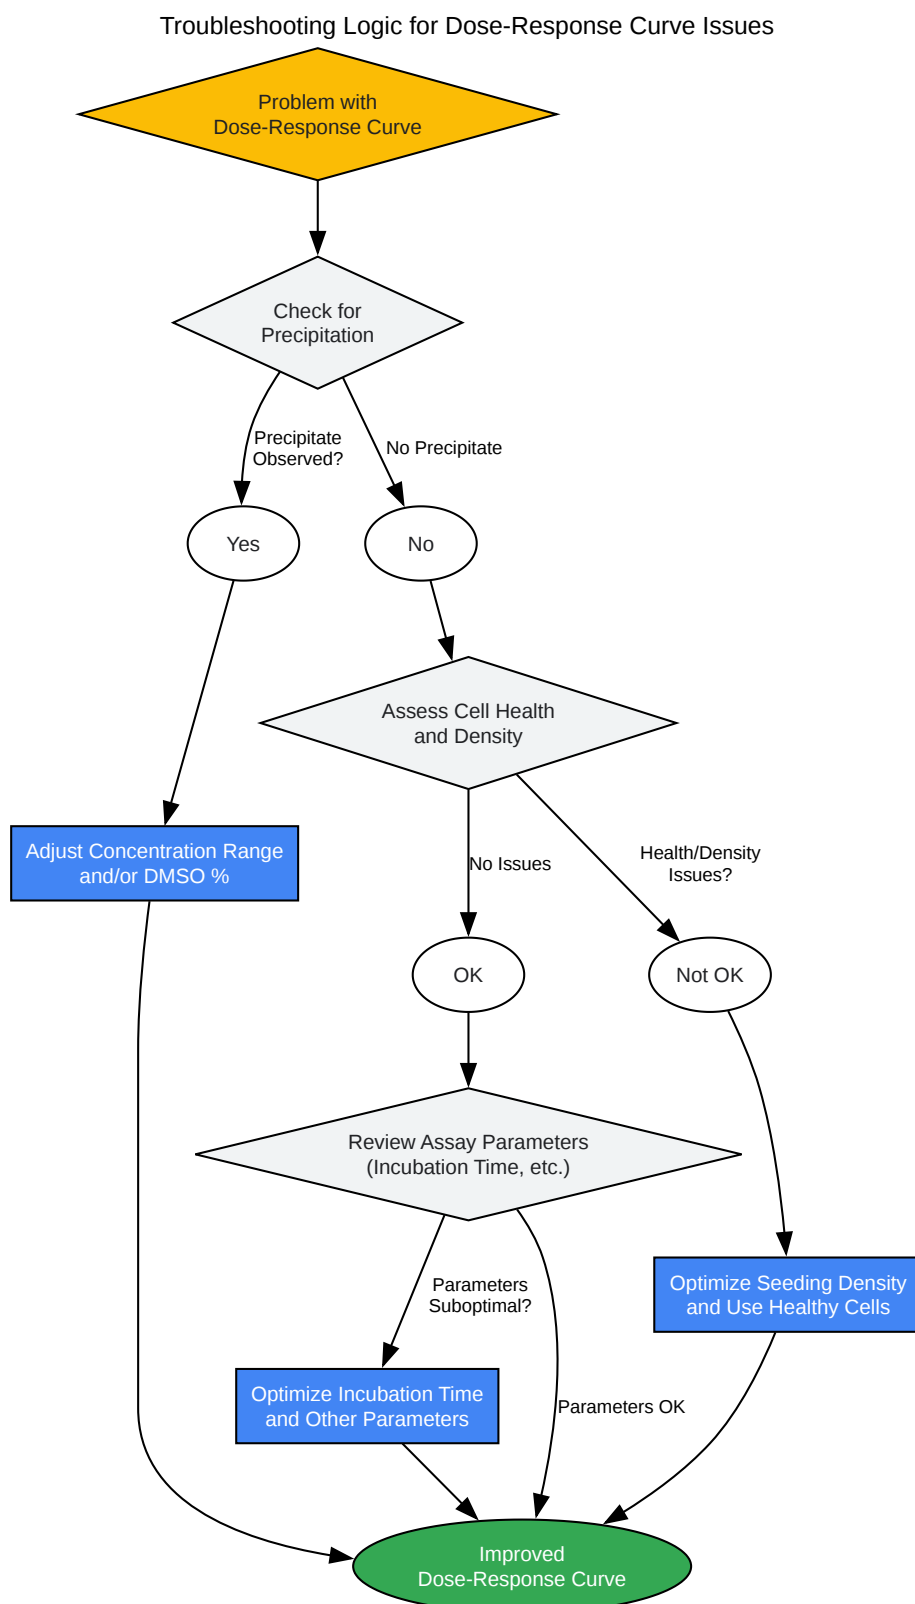 Troubleshooting Logic for Dose-Response Curve Issues
Problem with
Dose-Response Curve
Check for
Precipitation
Precipitate
Observed?
No Precipitate
Yes
No
Assess Cell Health
and Density
Adjust Concentration Range
and/or DMSO %
No Issues
Health/Density
Issues?
OK
Not OK
Review Assay Parameters
(Incubation Time, etc.)
Parameters
Suboptimal?
Optimize Seeding Density
and Use Healthy Cells
Optimize Incubation Time
and Other Parameters
Parameters OK
Improved
Dose-Response Curve